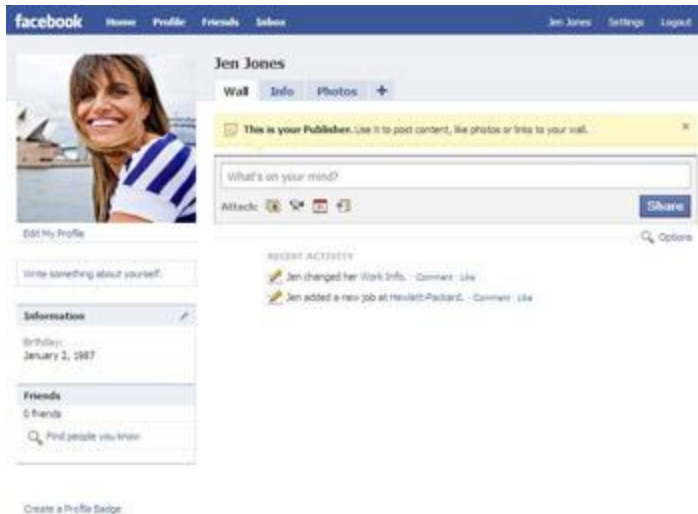 facebook Home Profile Friends Inbox Jen Jones Settings Logout
Jen Jones
Wall Info Photos +
This is your Publisher. Use it to post content, like photos or links to your wall. ×
What's on your mind?
Attach: Share
Options
Edit My Profile
Write something about yourself.
RECENT ACTIVITY
Jen changed her Work Info. · Comment · Like
Jen added a new job at Hewlett-Packard. · Comment · Like
Information
Birthday:
January 2, 1987
Friends
0 friends
Find people you know
Create a Profile Badge